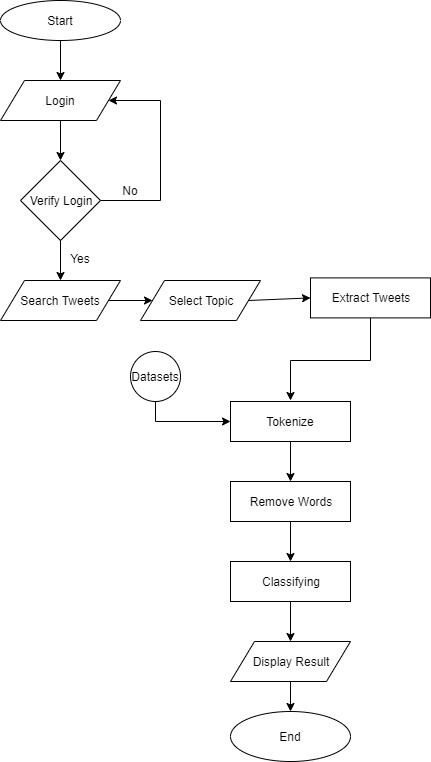 Start
Login
Verify Login
No
Yes
Search Tweets
Select Topic
Extract Tweets
Datasets
Tokenize
Remove Words
Classifying
Display Result
End